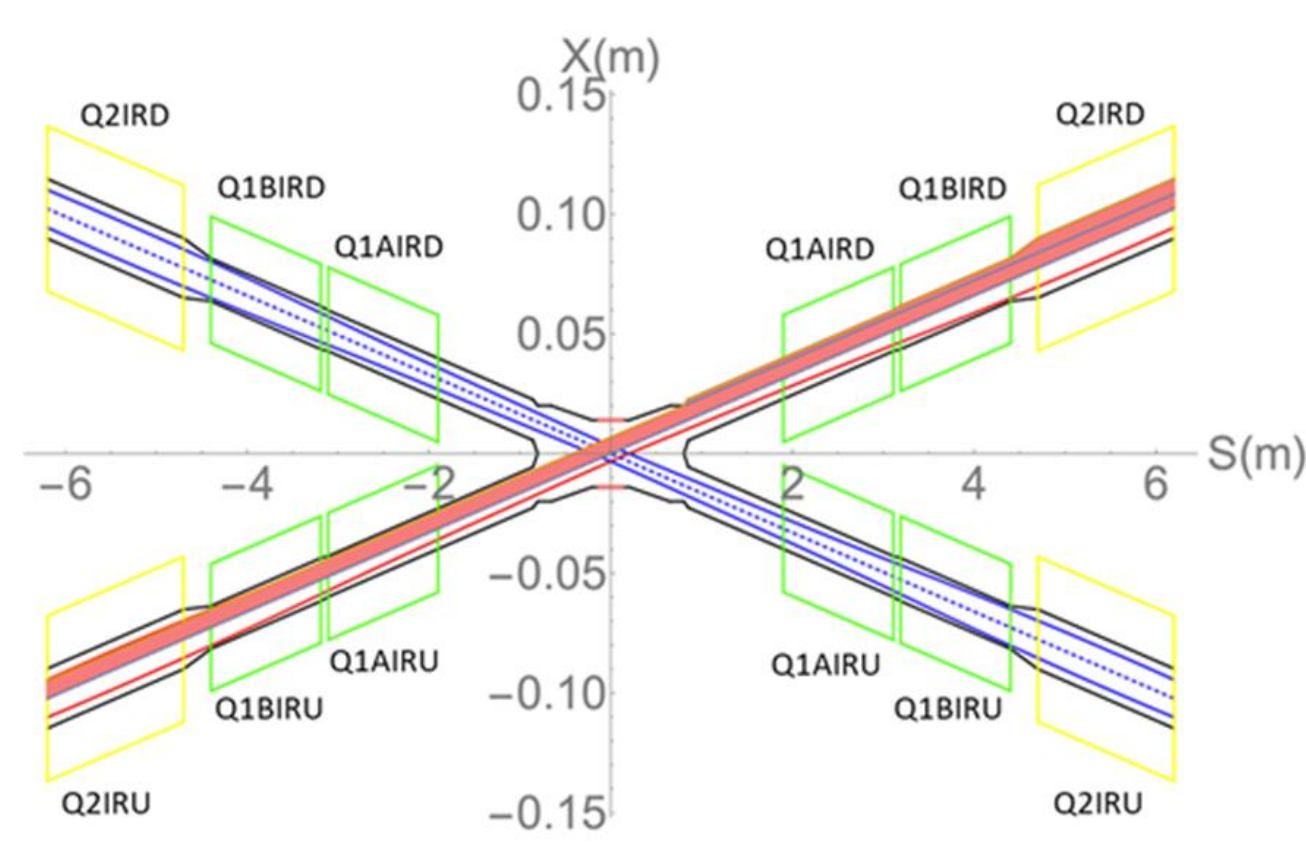 X(m)
0.15
Q2IRD
Q2IRD
Q1BIRD
Q1BIRD
0.10
Q1AIRD
Q1AIRD
0.05
S(m)
−6
−4
−2
2
4
6
−0.05
Q1AIRU
Q1AIRU
−0.10
Q1BIRU
Q1BIRU
Q2IRU
Q2IRU
−0.15